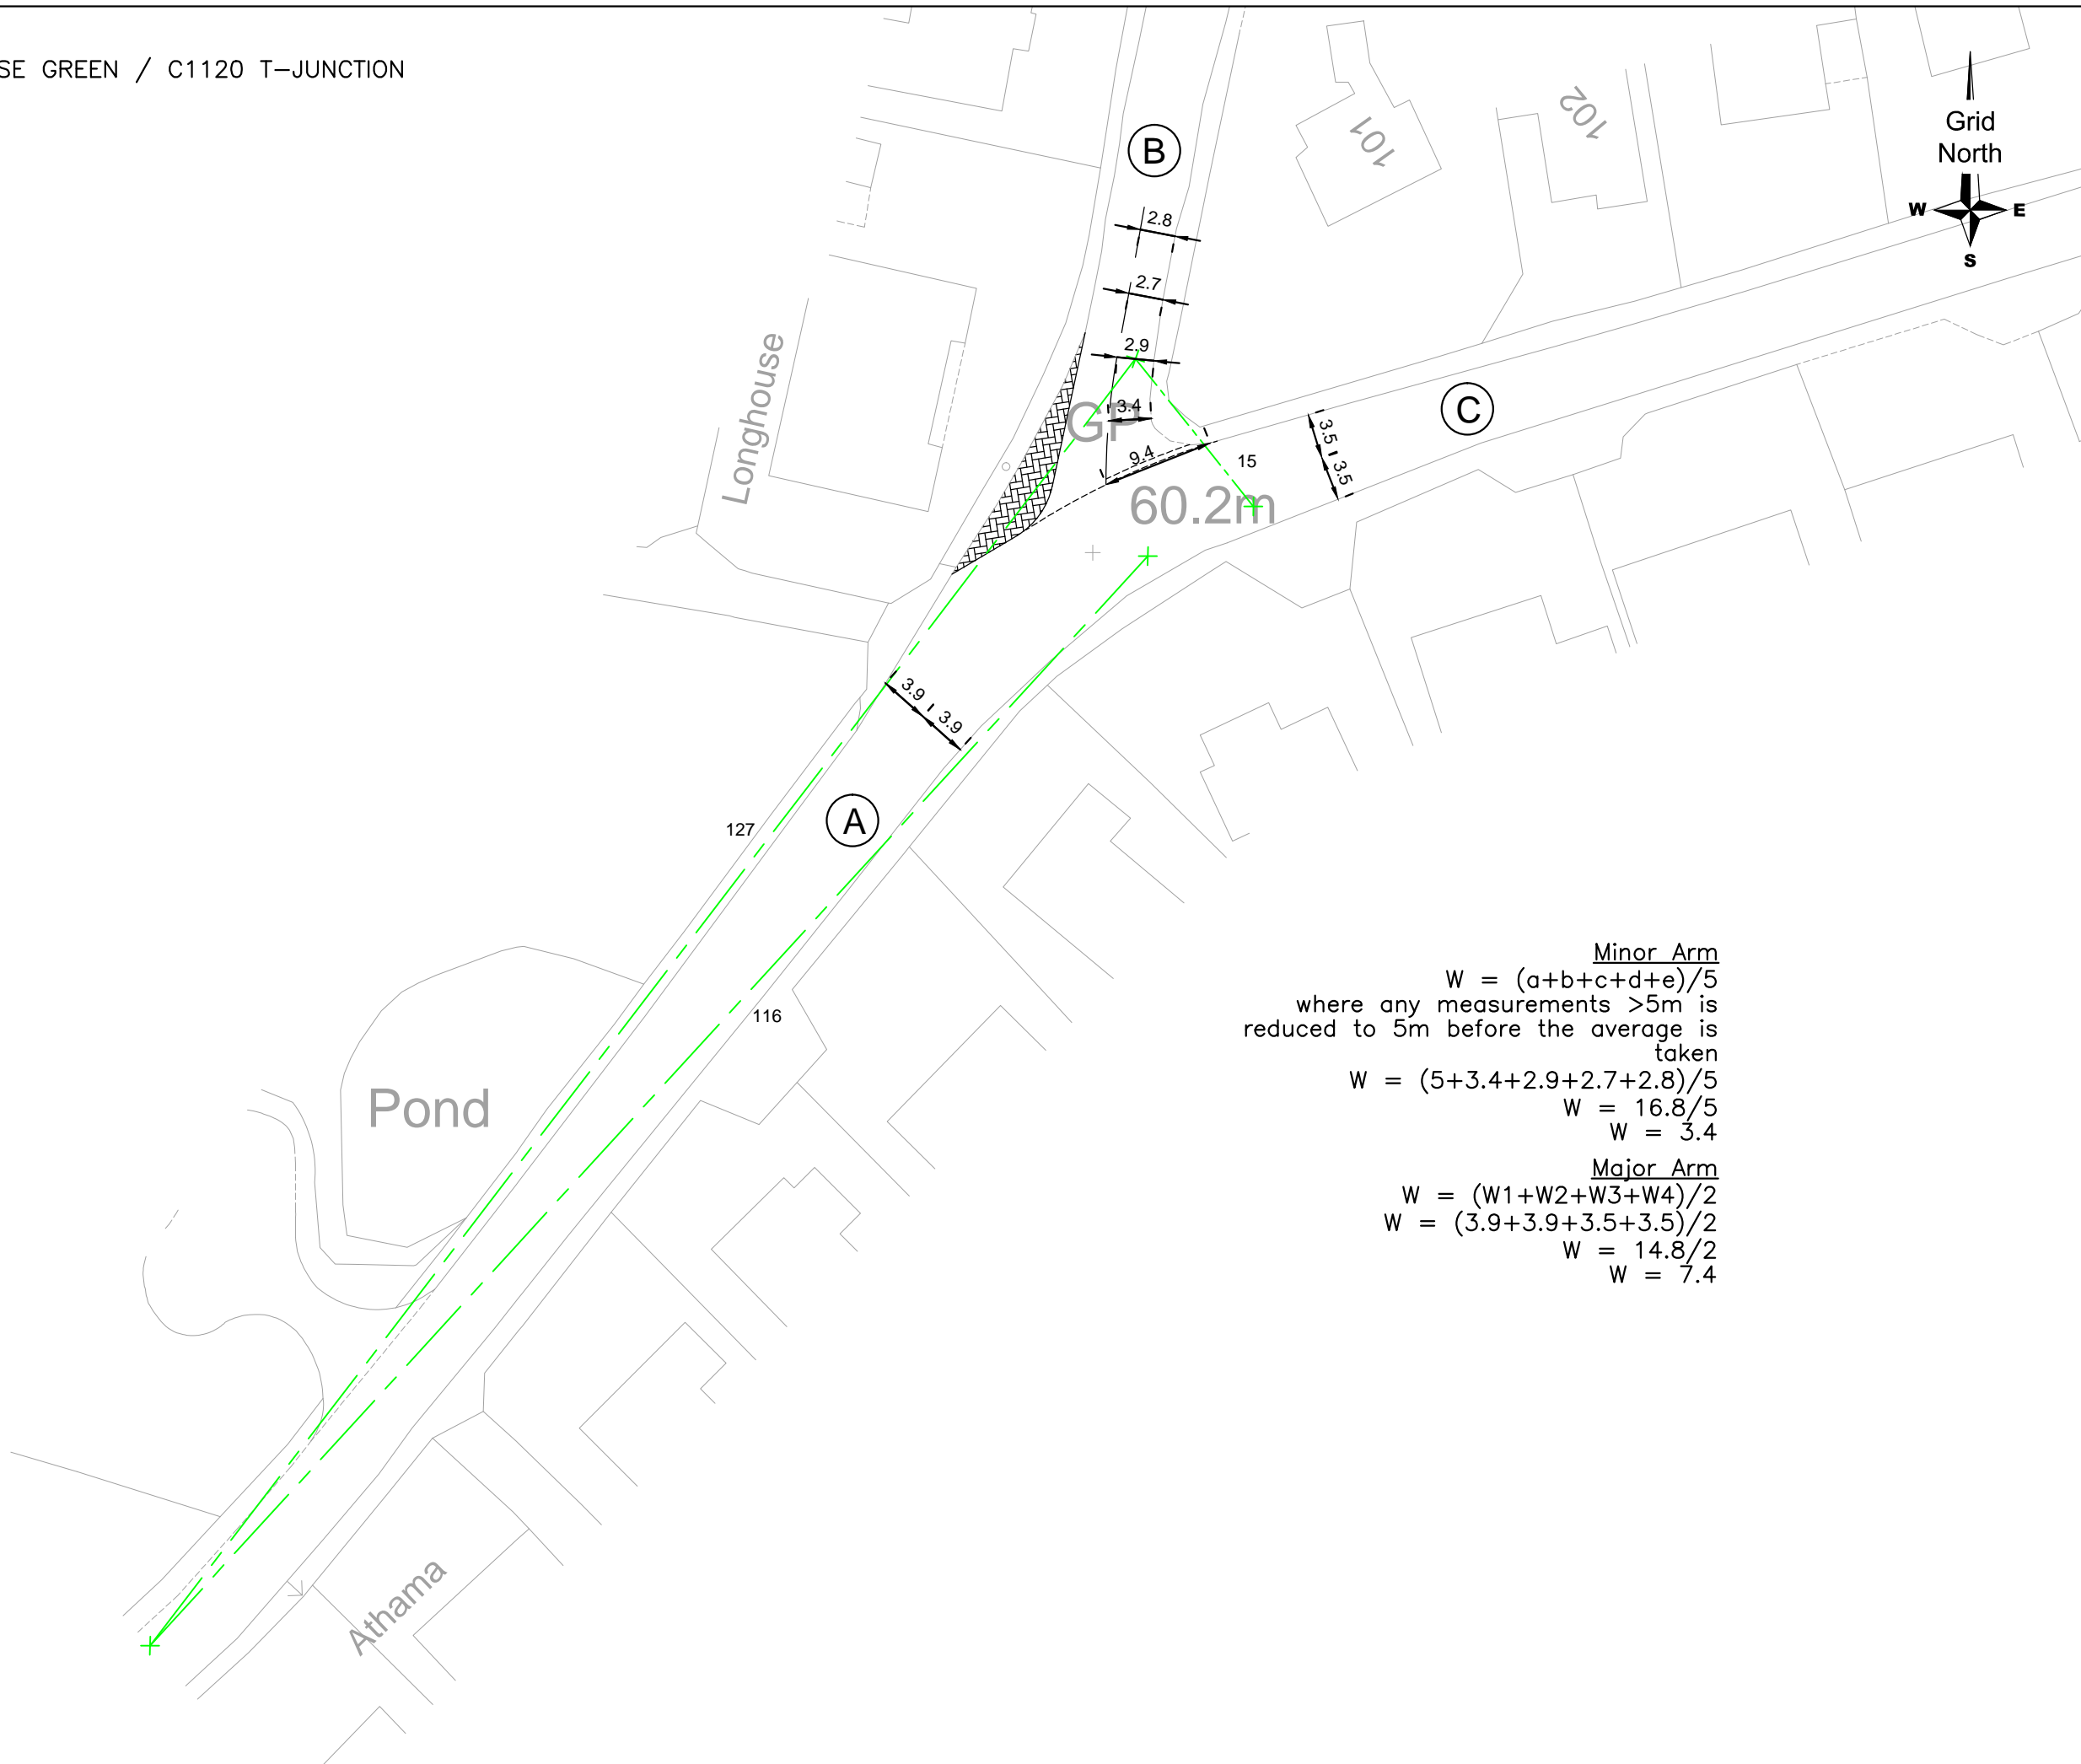 SE GREEN / C1120 T-JUNCTION
B
101
102
Grid
North
W
E
S
2.8
2.7
2.9
Longhouse
GP
3.4
C
9.4
15
3.5
3.5
60.2m
3.9
3.9
A
127
116
Pond
Athama
Minor Arm
W = (a+b+c+d+e)/5
where any measurements >5m is
reduced to 5m before the average is
taken
W = (5+3.4+2.9+2.7+2.8)/5
W = 16.8/5
W = 3.4
Major Arm
W = (W1+W2+W3+W4)/2
W = (3.9+3.9+3.5+3.5)/2
W = 14.8/2
W = 7.4